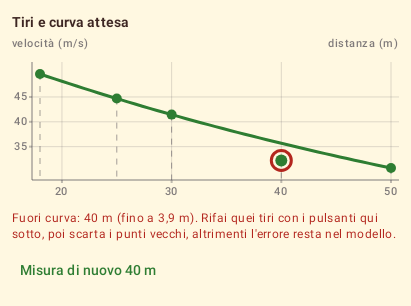 Tiri e curva attesa
velocità (m/s) distanza (m)
45
40
35
20 30 40 50
Fuori curva: 40 m (fino a 3,9 m). Rifai quei tiri con i pulsanti qui
sotto, poi scarta i punti vecchi, altrimenti l'errore resta nel modello.
Misura di nuovo 40 m